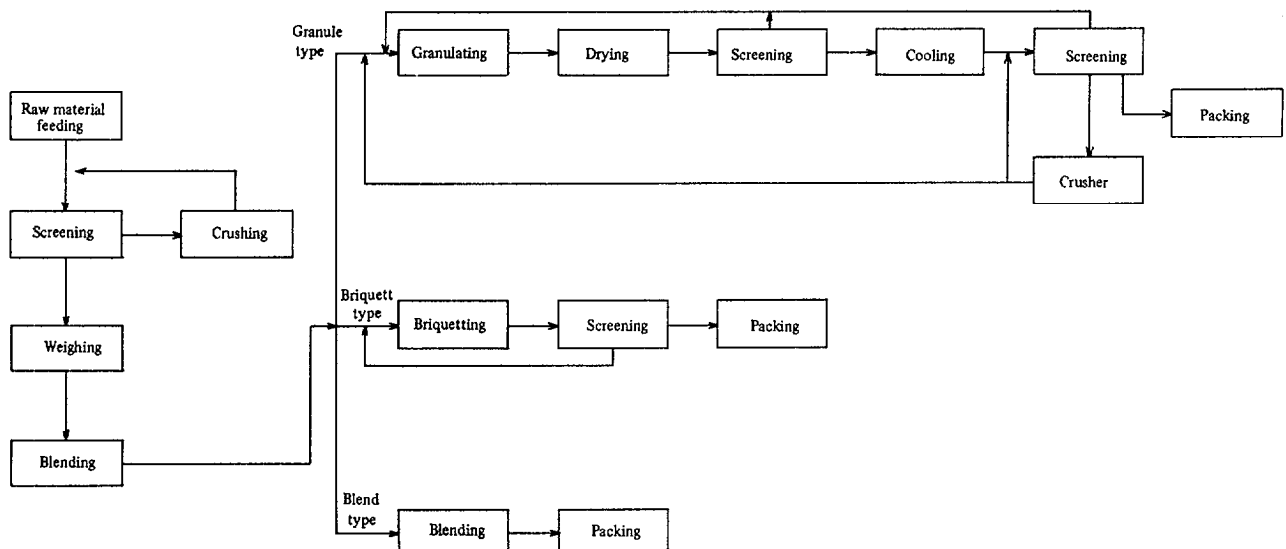 Raw material
feeding
Screening
Crushing
Weighing
Blending
Granule
type
Granulating
Drying
Screening
Cooling
Screening
Packing
Crusher
Briquett
type
Briquetting
Screening
Packing
Blend
type
Blending
Packing